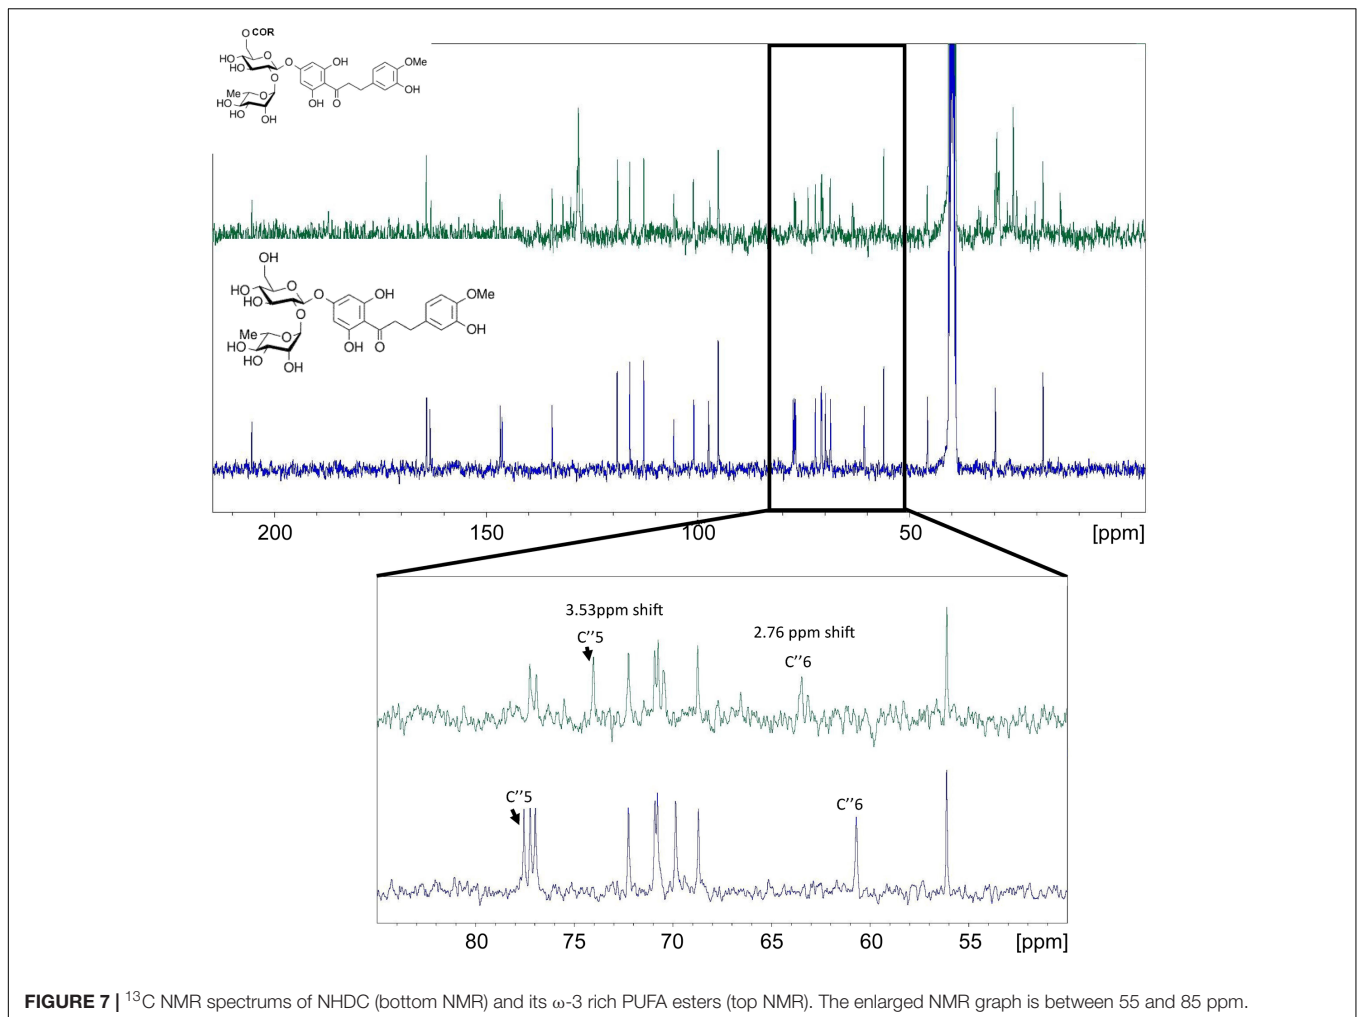 OCOR
HO
HO
O
O
O
OH
OMe
OH
OH
O
Me
O
HO
HO
OH
OH
HO
HO
O
O
O
OH
OMe
OH
OH
O
Me
O
HO
HO
OH
200 150 100 50 [ppm]
3.53ppm shift
C’’5
2.76 ppm shift
C’’6
C’’5
C’’6
80 75 70 65 60 55 [ppm]
FIGURE 7 | ¹³C NMR spectrums of NHDC (bottom NMR) and its ω-3 rich PUFA esters (top NMR). The enlarged NMR graph is between 55 and 85 ppm.